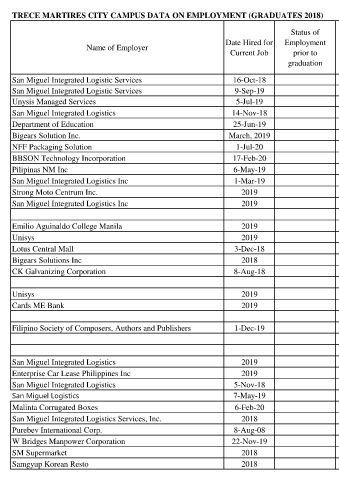 TRECE MARTIRES CITY CAMPUS DATA ON EMPLOYMENT (GRADUATES 2018)
Name of Employer Date Hired for Current Job Status of Employment prior to graduation
San Miguel Integrated Logistic Services 16-Oct-18
San Miguel Integrated Logistic Services 9-Sep-19
Unysis Managed Services 5-Jul-19
San Miguel Integrated Logistics 14-Nov-18
Department of Education 25-Jun-19
Bigears Solution Inc. March, 2019
NFF Packaging Solution 1-Jul-20
BBSON Technology Incorporation 17-Feb-20
Pilipinas NM Inc 6-May-19
San Miguel Integrated Logistics Inc 1-Mar-19
Strong Moto Centrum Inc. 2019
San Miguel Integrated Logistics Inc 2019
Emilio Aguinaldo College Manila 2019
Unisys 2019
Lotus Central Mall 3-Dec-18
Bigears Solutions Inc 2018
CK Galvanizing Corporation 8-Aug-18
Unisys 2019
Cards ME Bank 2019
Filipino Society of Composers, Authors and Publishers 1-Dec-19
San Miguel Integrated Logistics 2019
Enterprise Car Lease Philippines Inc 2019
San Miguel Integrated Logistics 5-Nov-18
San Miguel Logistics 7-May-19
Malinta Corrugated Boxes 6-Feb-20
San Miguel Integrated Logistics Services, Inc. 2018
Purebev International Corp. 8-Aug-08
W Bridges Manpower Corporation 22-Nov-19
SM Supermarket 2018
Samgyup Korean Resto 2018